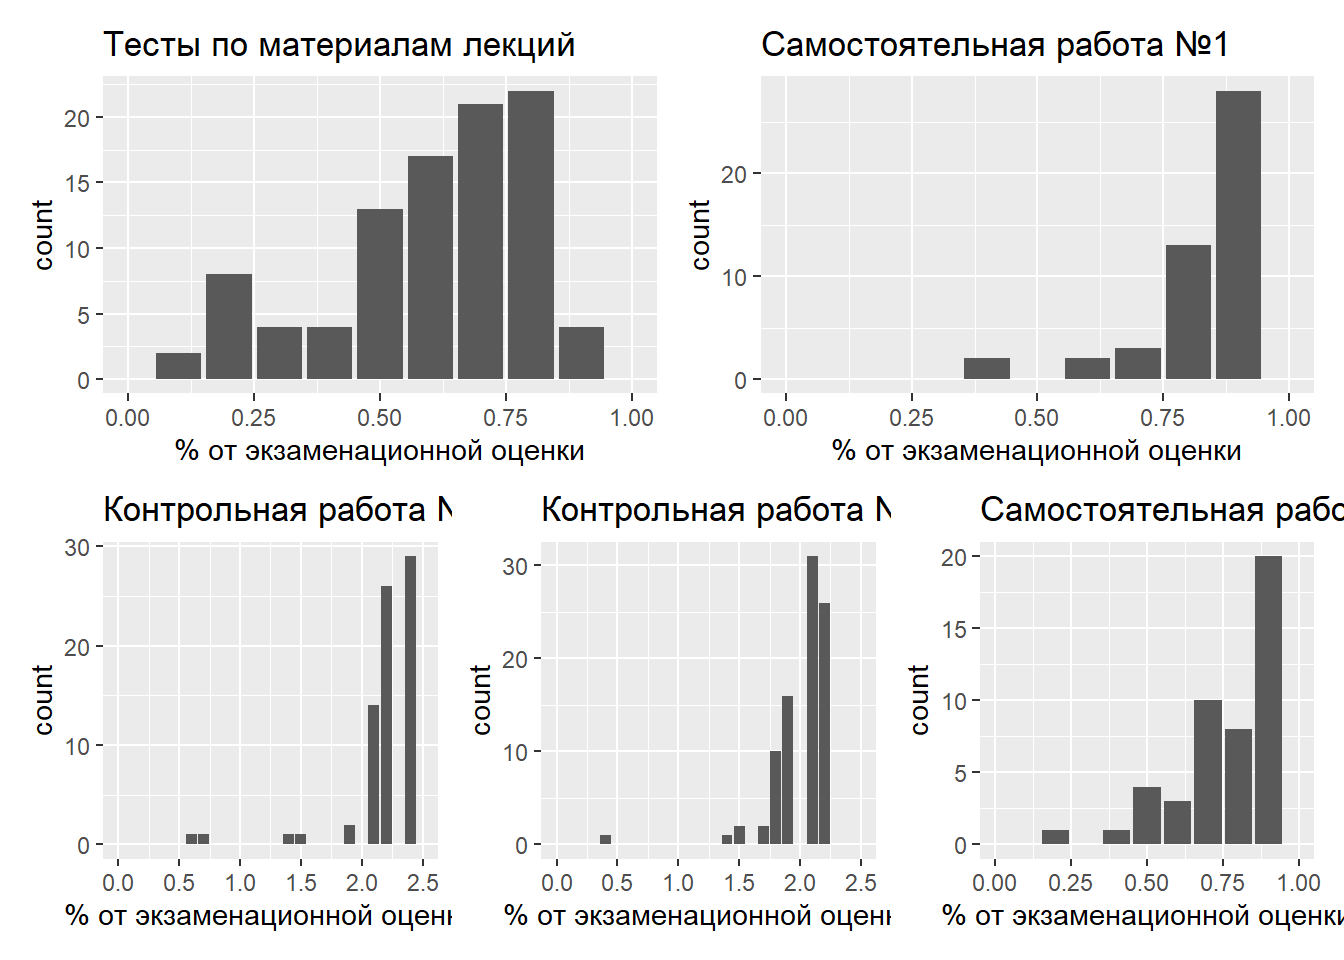 Тесты по материалам лекций
count
20
15
10
5
0
0.00 0.25 0.50 0.75 1.00
% от экзаменационной оценки
Самостоятельная работа №1
count
20
10
0
0.00 0.25 0.50 0.75 1.00
% от экзаменационной оценки
Контрольная работа
count
30
20
10
0
0.0 0.5 1.0 1.5 2.0 2.5
% от экзаменационной
Контрольная работа
count
30
20
10
0
0.0 0.5 1.0 1.5 2.0 2.5
% от экзаменационной
Самостоятельная
count
20
15
10
5
0
0.00 0.25 0.50 0.75 1.00
% от экзаменационной оценки